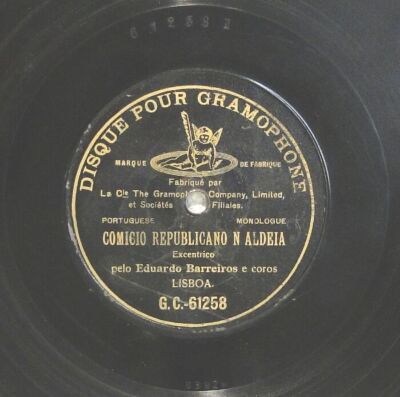 61258
DISQUE POUR GRAMOPHONE
MARQUE DE FABRIQUE
Fabriqué par
La Cie The Gramophone Company, Limited,
et Sociétés Filiales.
PORTUGUESE MONOLOGUE
COMICIO REPUBLICANO N ALDEIA
Excentrico
pelo Eduardo Barreiros e coros
LISBOA.
G.C.-61258